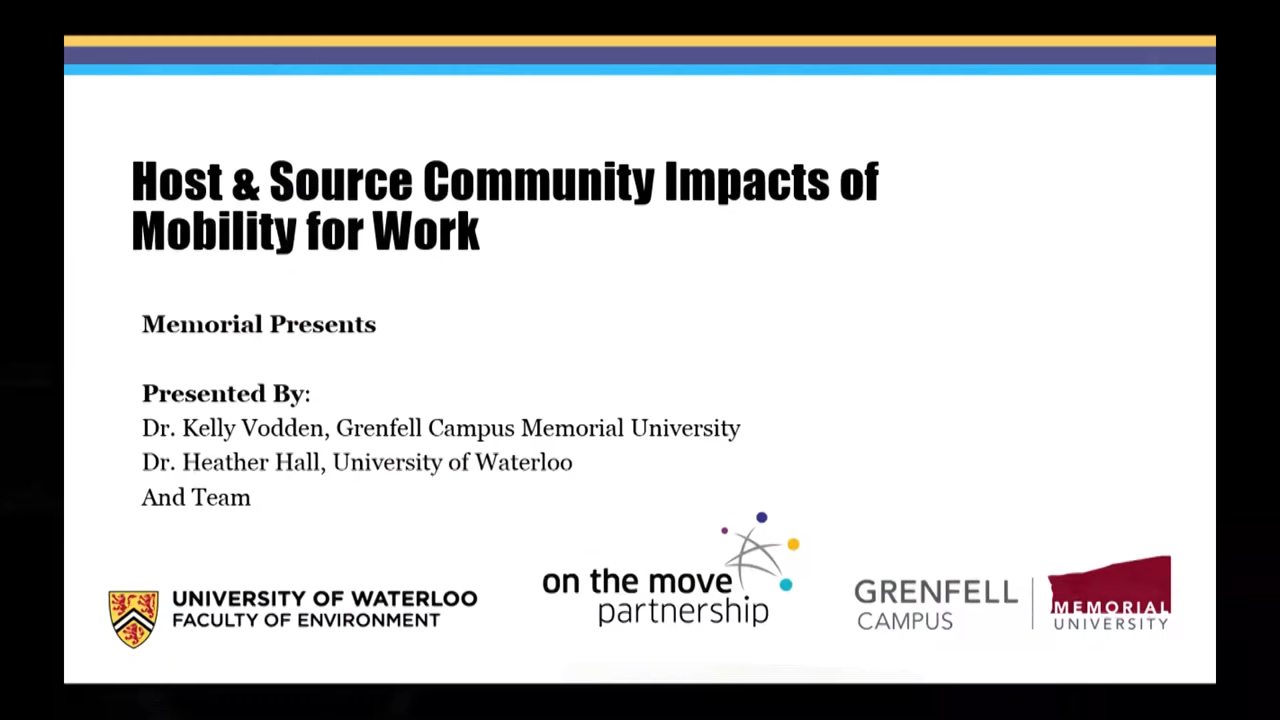 Host & Source Community Impacts of
Mobility for Work
Memorial Presents
Presented By:
Dr. Kelly Vodden, Grenfell Campus Memorial University
Dr. Heather Hall, University of Waterloo
And Team
UNIVERSITY OF WATERLOO
FACULTY OF ENVIRONMENT
on the move
partnership
GRENFELL
CAMPUS
MEMORIAL
UNIVERSITY